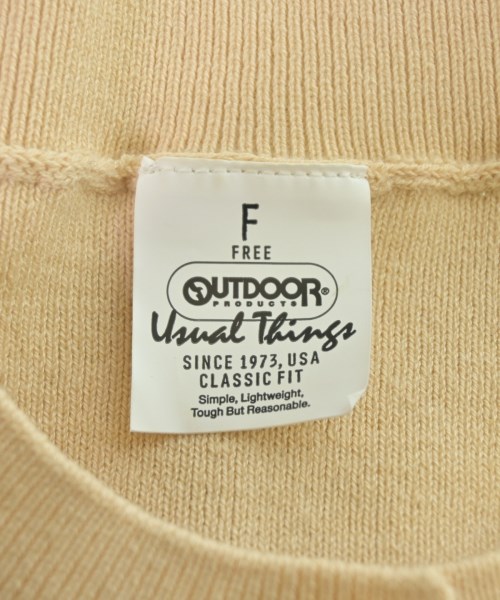 F
FREE
OUTDOOR®
PRODUCTS
Usual Things
SINCE 1973, USA
CLASSIC FIT
Simple, Lightweight,
Tough But Reasonable.